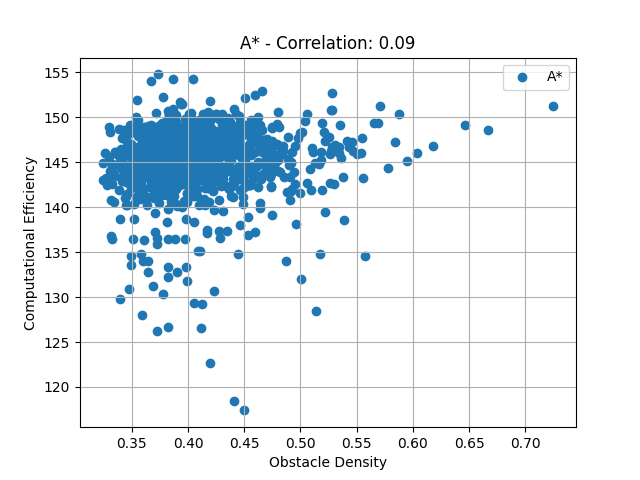 A* - Correlation: 0.09
A*
155
150
145
140
135
130
125
120
Computational Efficiency
0.35 0.40 0.45 0.50 0.55 0.60 0.65 0.70
Obstacle Density